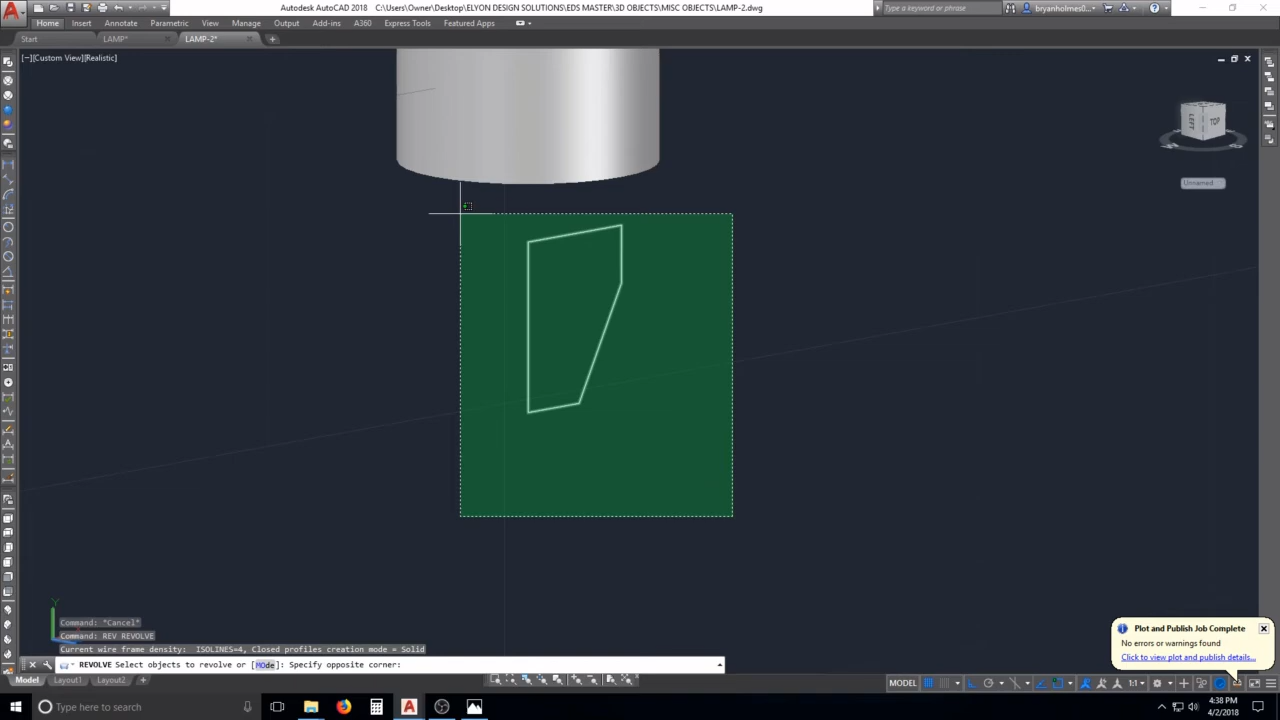 Autodesk AutoCAD 2018 C:\Users\Owner\Desktop\ELYON DESIGN SOLUTIONS\EDS MASTER\3D OBJECTS\MISC OBJECTS\LAMP-2.dwg
Type a keyword or phrase
bryanholmes0...
Home Insert Annotate Parametric View Manage Output Add-ins A360 Express Tools Featured Apps
Start LAMP* LAMP-2*
[−][Custom View][Realistic]
LEFT TOP
Unnamed
Y
Command: *Cancel*
Command: REV REVOLVE
Current wire frame density: ISOLINES=4, Closed profiles creation mode = Solid
REVOLVE Select objects to revolve or [MOde]: Specify opposite corner:
Plot and Publish Job Complete
No errors or warnings found
Click to view plot and publish details...
Model Layout1 Layout2
MODEL 1:1
Type here to search
4:38 PM
4/2/2018